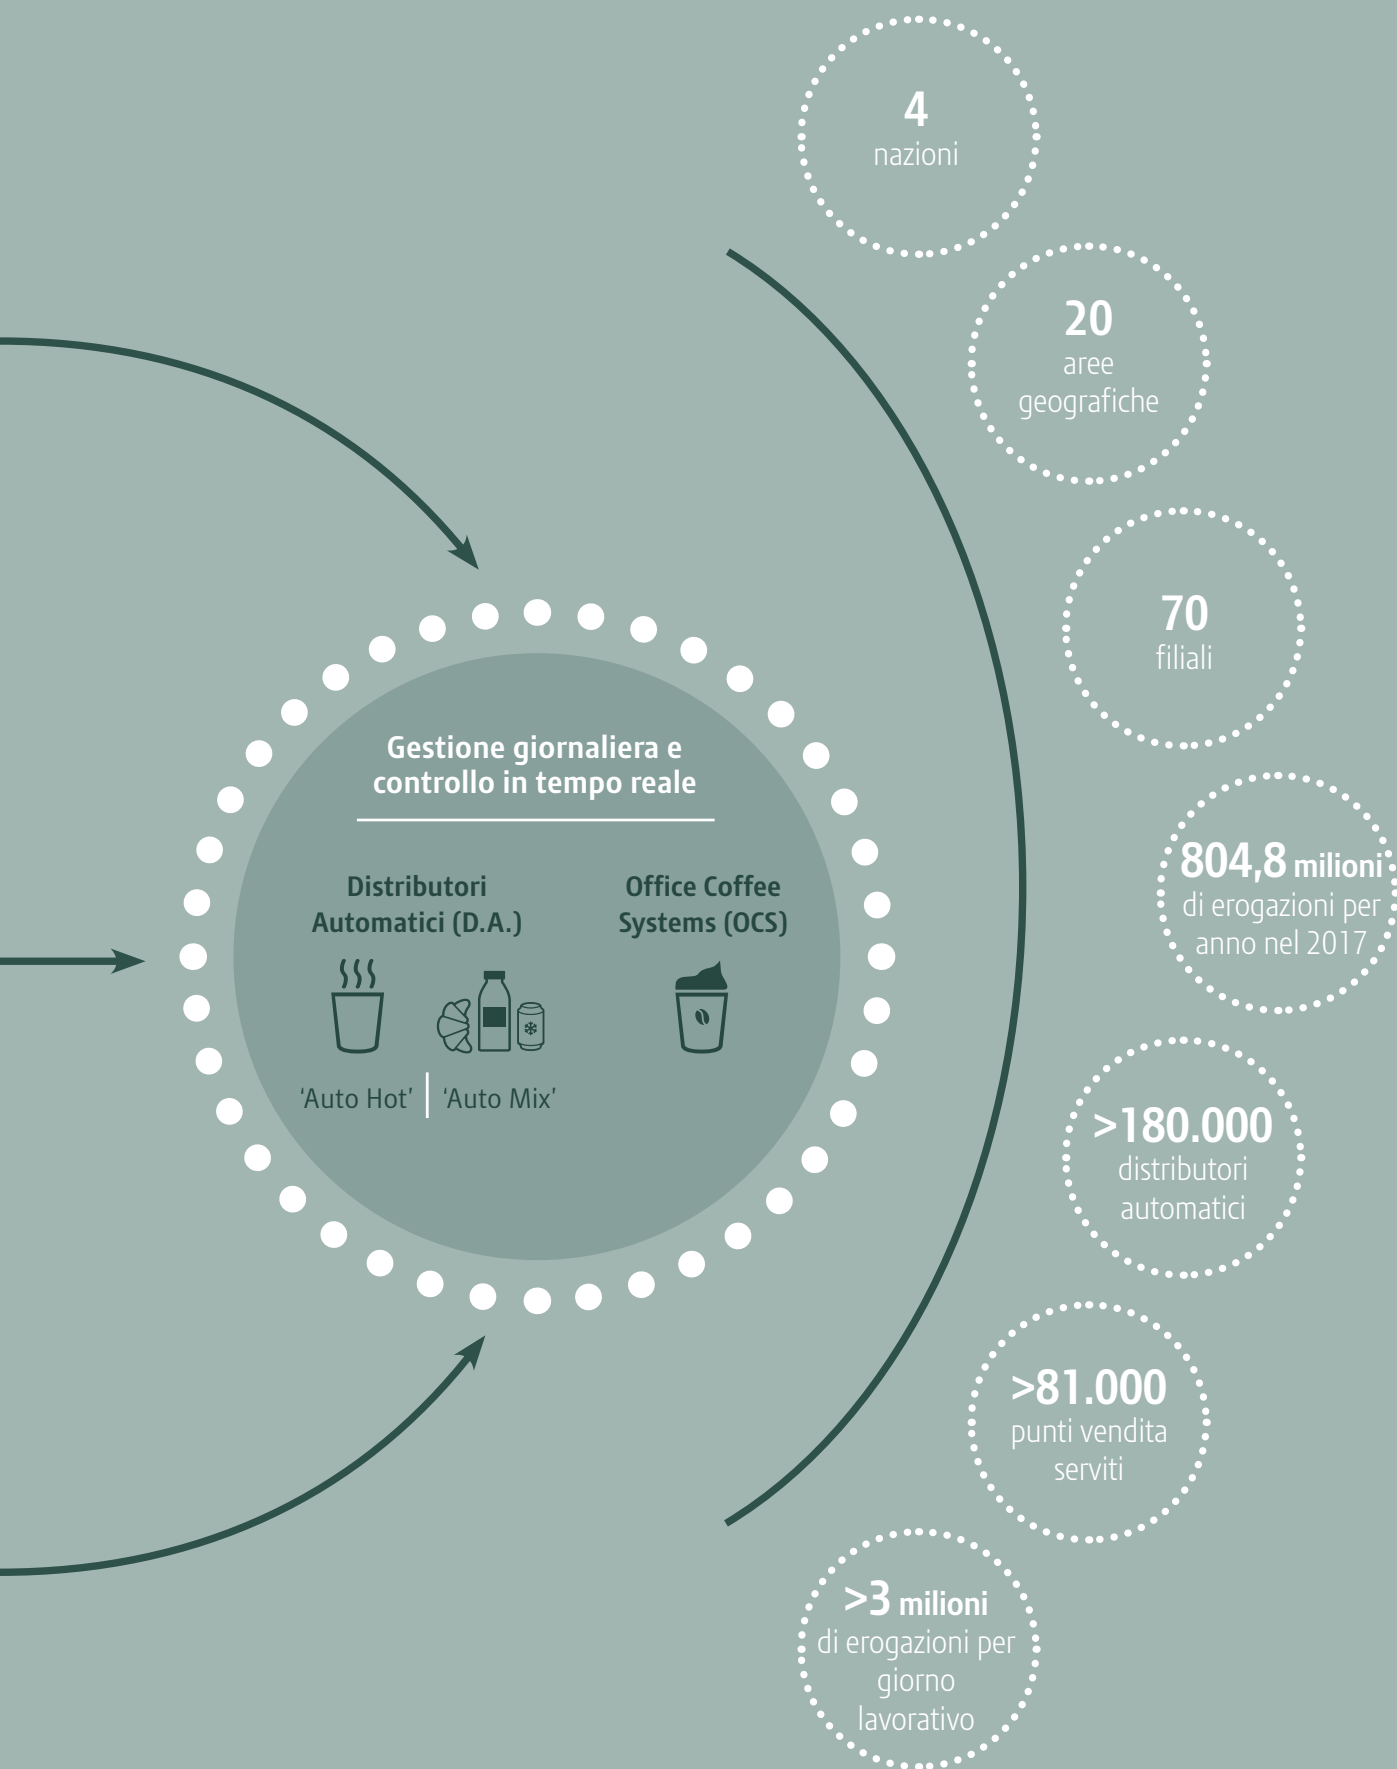 4
nazioni
20
aree
geografiche
70
filiali
Gestione giornaliera e
controllo in tempo reale
Distributori
Automatici (D.A.)
Office Coffee
Systems (OCS)
‘Auto Hot’
‘Auto Mix’
804,8 milioni
di erogazioni per
anno nel 2017
>180.000
distributori
automatici
>81.000
punti vendita
serviti
>3 milioni
di erogazioni per
giorno
lavorativo